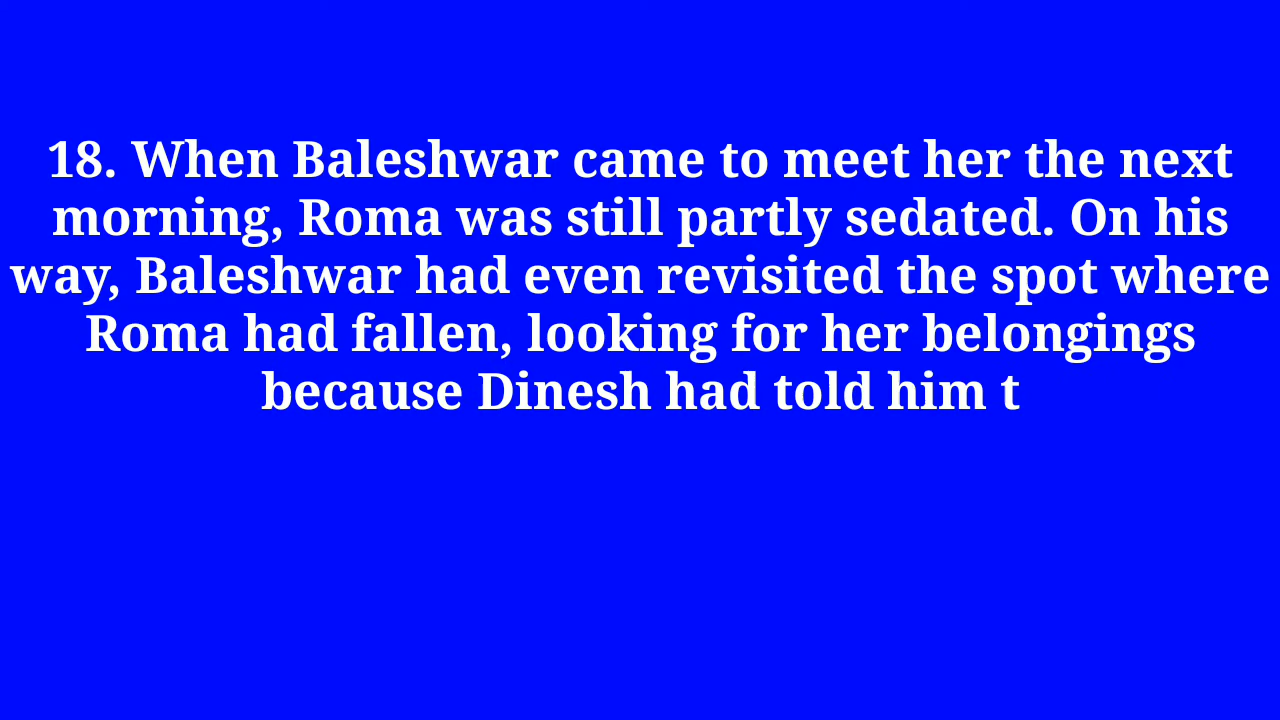 18. When Baleshwar came to meet her the next
morning, Roma was still partly sedated. On his
way, Baleshwar had even revisited the spot where
Roma had fallen, looking for her belongings
because Dinesh had told him t